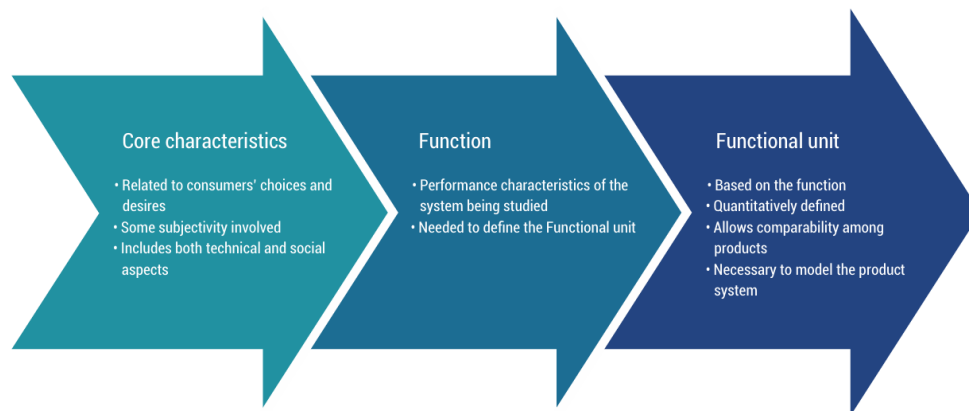 Core characteristics
• Related to consumers' choices and
desires
• Some subjectivity involved
• Includes both technical and social
aspects
Function
• Performance characteristics of the
system being studied
• Needed to define the Functional unit
Functional unit
• Based on the function
• Quantitatively defined
• Allows comparability among
products
• Necessary to model the product
system